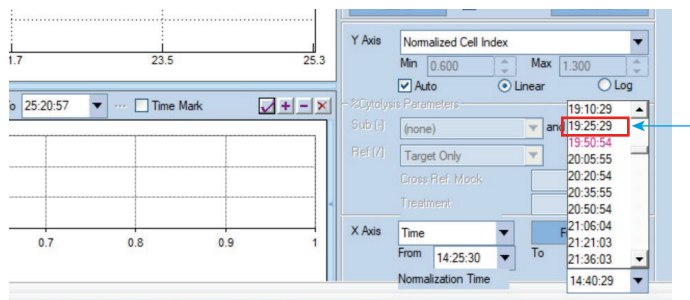 Y Axis Normalized Cell Index
1.7 23.5 25.3
Min 0.600 Max 1.300
Auto Linear Log
25:20:57 ... Time Mark
%Cytolysis Parameters
19:10:29
Sub (-) (none) and 19:25:29
19:50:54
Ref (/) Target Only 20:05:55
Cross Ref. Mock 20:20:54
20:35:55
Treatment 20:50:54
X Axis Time 21:06:04
0.7 0.8 0.9 1
21:21:03
From 14:25:30 To 21:36:03
Normalization Time 14:40:29